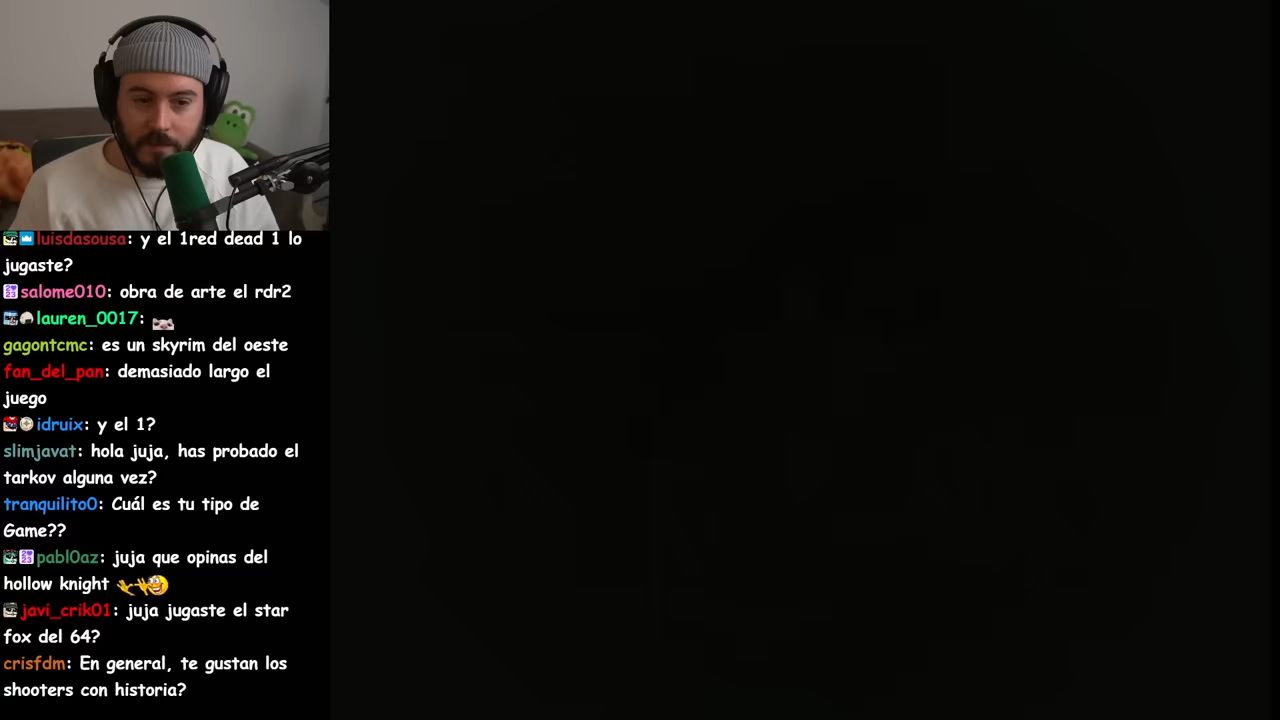 luisdasousa: y el 1red dead 1 lo
jugaste?
salome010: obra de arte el rdr2
lauren_0017:
gagontcmc: es un skyrim del oeste
fan_del_pan: demasiado largo el
juego
idruix: y el 1?
slimjavat: hola juja, has probado el
tarkov alguna vez?
tranquilito0: Cuál es tu tipo de
Game??
pabl0az: juja que opinas del
hollow knight
javi_crik01: juja jugaste el star
fox del 64?
crisfdm: En general, te gustan los
shooters con historia?